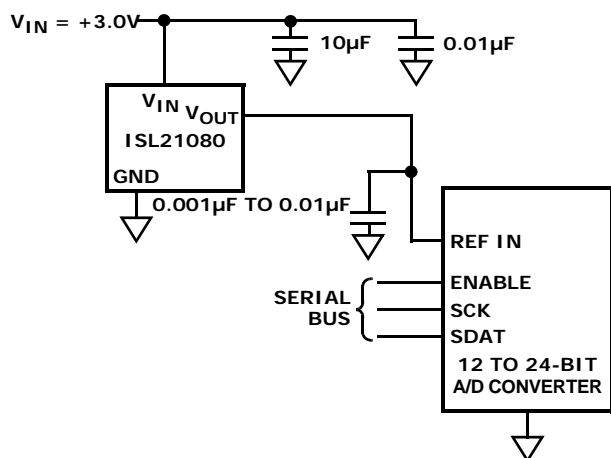 VIN = +3.0V
10µF
0.01µF
VIN
VOUT
ISL21080
GND
0.001µF TO 0.01µF
REF IN
ENABLE
SERIAL
BUS
SCK
SDAT
12 TO 24-BIT
A/D CONVERTER